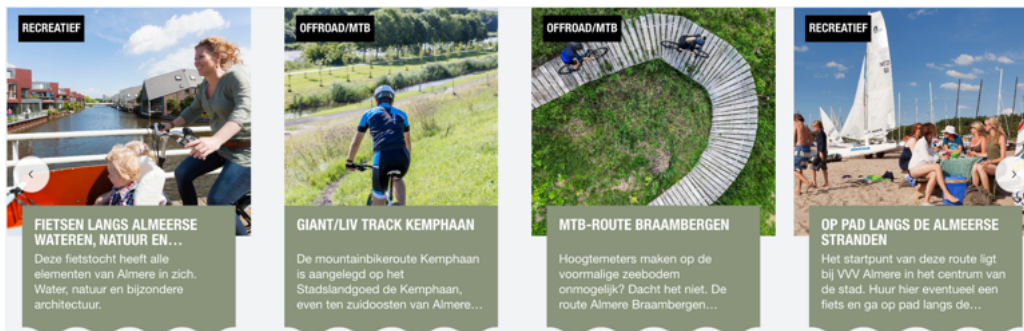 RECREATIEF
FIETSEN LANGS ALMEERSE
WATEREN, NATUUR EN...
Deze fietstocht heeft alle
elementen van Almere in zich.
Water, natuur en bijzondere
architectuur.
OFFROAD/MTB
GIANT/LIV TRACK KEMPHAAN
De mountainbikeroute Kemphaan
is aangelegd op het
Stadslandgoed de Kemphaan,
even ten zuidoosten van Almere...
OFFROAD/MTB
MTB-ROUTE BRAAMBERGEN
Hoogtemeters maken op de
voormalige zeebodem
onmogelijk? Dacht het niet. De
route Almere Braambergen...
RECREATIEF
OP PAD LANGS DE ALMEERSE
STRANDEN
Het startpunt van deze route ligt
bij VVV Almere in het centrum van
de stad. Huur hier eventueel een
fiets en ga op pad langs de...